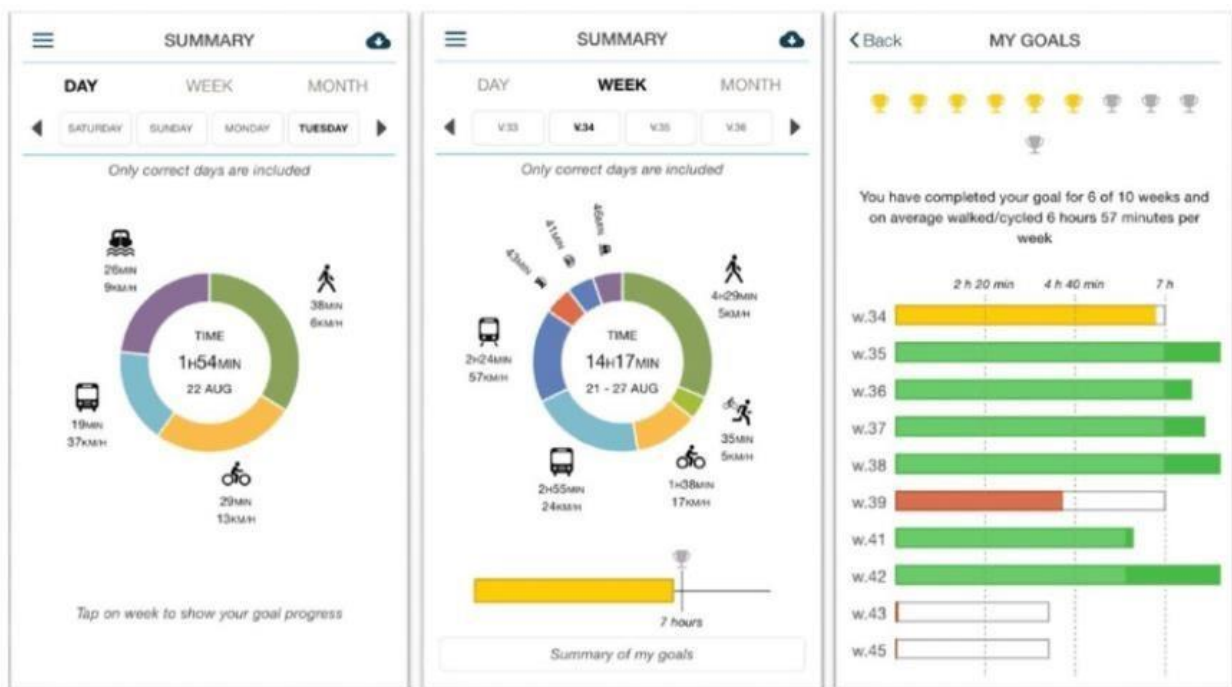 SUMMARY
DAY WEEK MONTH
SATURDAY SUNDAY MONDAY TUESDAY
Only correct days are included
26MIN
9KM/H
38MIN
6KM/H
TIME
1H54MIN
22 AUG
19MIN
37KM/H
29MIN
13KM/H
Tap on week to show your goal progress
SUMMARY
DAY WEEK MONTH
V.33 V.34 V.35 V.36
Only correct days are included
43MIN
41MIN
46MIN
4H29MIN
5KM/H
2H24MIN
57KM/H
TIME
14H17MIN
21 - 27 AUG
35MIN
5KM/H
2H55MIN
24KM/H
1H38MIN
17KM/H
7 hours
Summary of my goals
Back MY GOALS
You have completed your goal for 6 of 10 weeks and
on average walked/cycled 6 hours 57 minutes per
week
2 h 20 min 4 h 40 min 7 h
w.34
w.35
w.36
w.37
w.38
w.39
w.41
w.42
w.43
w.45